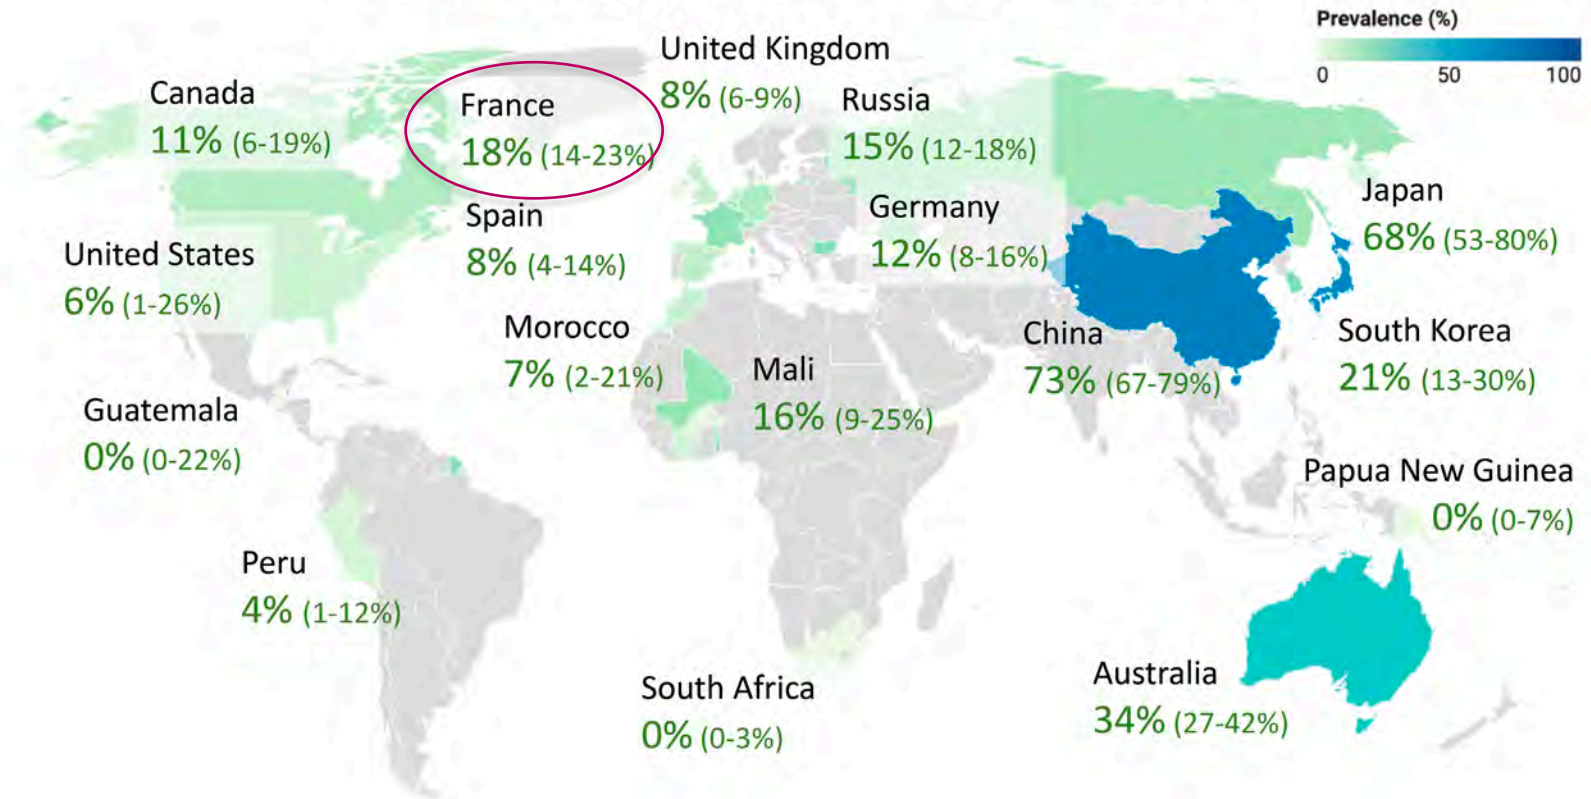 Prevalence (%)
0 50 100
United Kingdom
8% (6-9%)
Canada
11% (6-19%)
France
18% (14-23%)
Russia
15% (12-18%)
Spain
8% (4-14%)
Germany
12% (8-16%)
Japan
68% (53-80%)
United States
6% (1-26%)
Morocco
7% (2-21%)
Mali
16% (9-25%)
China
73% (67-79%)
South Korea
21% (13-30%)
Guatemala
0% (0-22%)
Papua New Guinea
0% (0-7%)
Peru
4% (1-12%)
South Africa
0% (0-3%)
Australia
34% (27-42%)